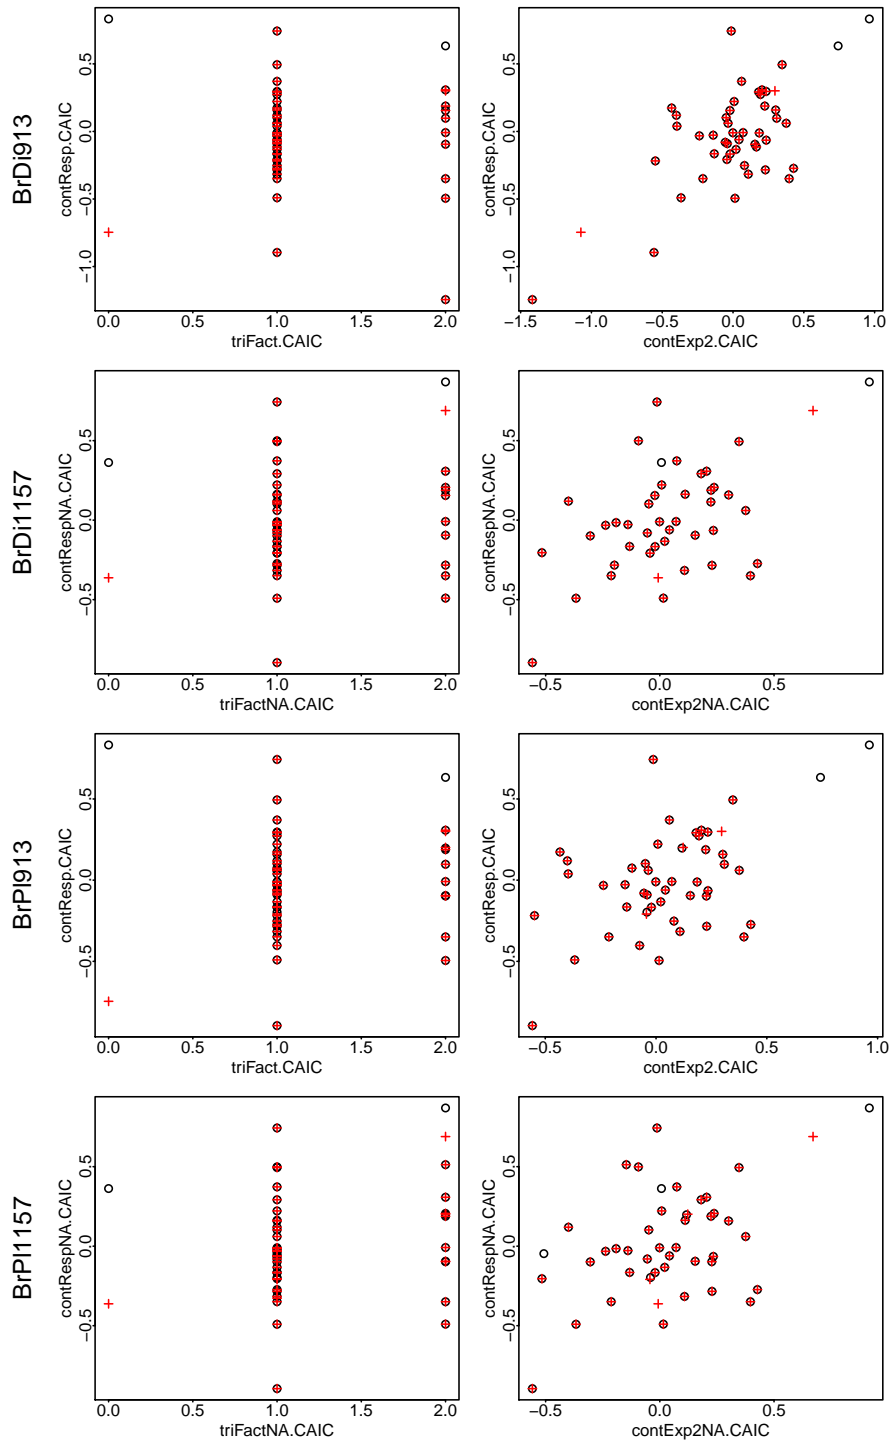 BrDi913
contResp.CAIC
0.5
0.0
−0.5
−1.0
0.0 0.5 1.0 1.5 2.0
triFact.CAIC
contResp.CAIC
0.5
0.0
−0.5
−1.0
−1.5 −1.0 −0.5 0.0 0.5 1.0
contExp2.CAIC
BrDi1157
contRespNA.CAIC
0.5
0.0
−0.5
0.0 0.5 1.0 1.5 2.0
triFactNA.CAIC
contRespNA.CAIC
0.5
0.0
−0.5
−0.5 0.0 0.5
contExp2NA.CAIC
BrPl913
contResp.CAIC
0.5
0.0
−0.5
0.0 0.5 1.0 1.5 2.0
triFact.CAIC
contResp.CAIC
0.5
0.0
−0.5
−0.5 0.0 0.5 1.0
contExp2.CAIC
BrPl1157
contRespNA.CAIC
0.5
0.0
−0.5
0.0 0.5 1.0 1.5 2.0
triFactNA.CAIC
contRespNA.CAIC
0.5
0.0
−0.5
−0.5 0.0 0.5
contExp2NA.CAIC